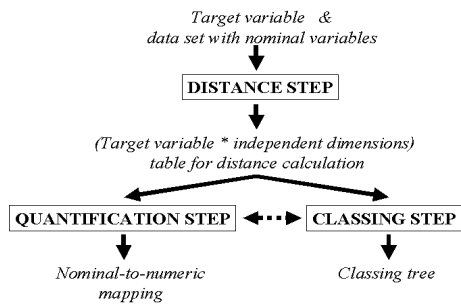 Target variable &
data set with nominal variables
DISTANCE STEP
(Target variable * independent dimensions)
table for distance calculation
QUANTIFICATION STEP
CLASSING STEP
Nominal-to-numeric
mapping
Classing tree